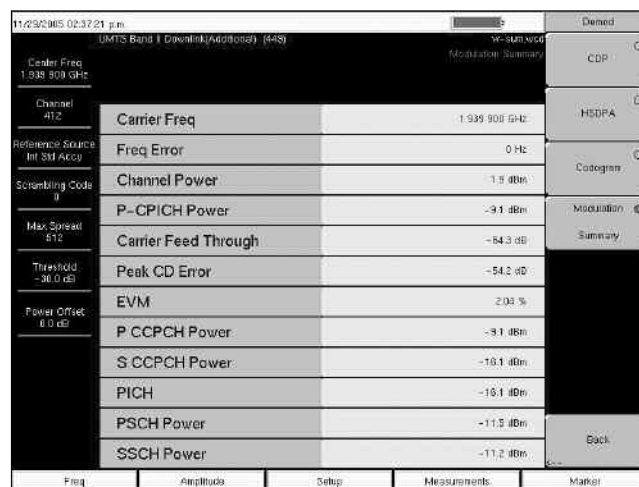 11/29/2005 02:37:21 p.m.
UMTS Band II Downlink(Additional) (449)
Modulation Summary
Center Freq
1.939 900 GHz
Channel
412
Reference Source
Int Std Accu
Scrambling Code
0
Max Spread
512
Threshold
-30.0 dB
Power Offset
0.0 dB
Carrier Freq 1.939 900 GHz
Freq Error 0 Hz
Channel Power 1.9 dBm
P-CPICH Power -9.1 dBm
Carrier Feed Through -64.3 dB
Peak CD Error -54.2 dB
EVM 2.04 %
P CCPCH Power -9.1 dBm
S CCPCH Power -16.1 dBm
PICH -16.1 dBm
PSCH Power -11.5 dBm
SSCH Power -11.2 dBm
Demod
CDP
HSDPA
Codogram
Modulation
Summary
Back
<--
Freq Amplitude Setup Measurements Marker